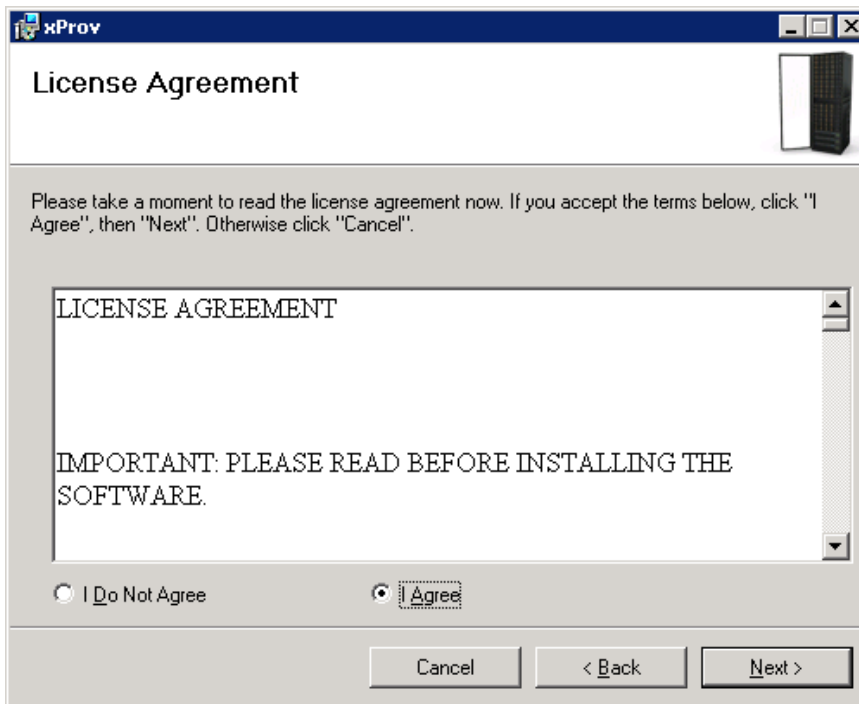 xProv
License Agreement
Please take a moment to read the license agreement now. If you accept the terms below, click "I
Agree", then "Next". Otherwise click "Cancel".
LICENSE AGREEMENT
IMPORTANT: PLEASE READ BEFORE INSTALLING THE
SOFTWARE.
I Do Not Agree
I Agree
Cancel
< Back
Next >